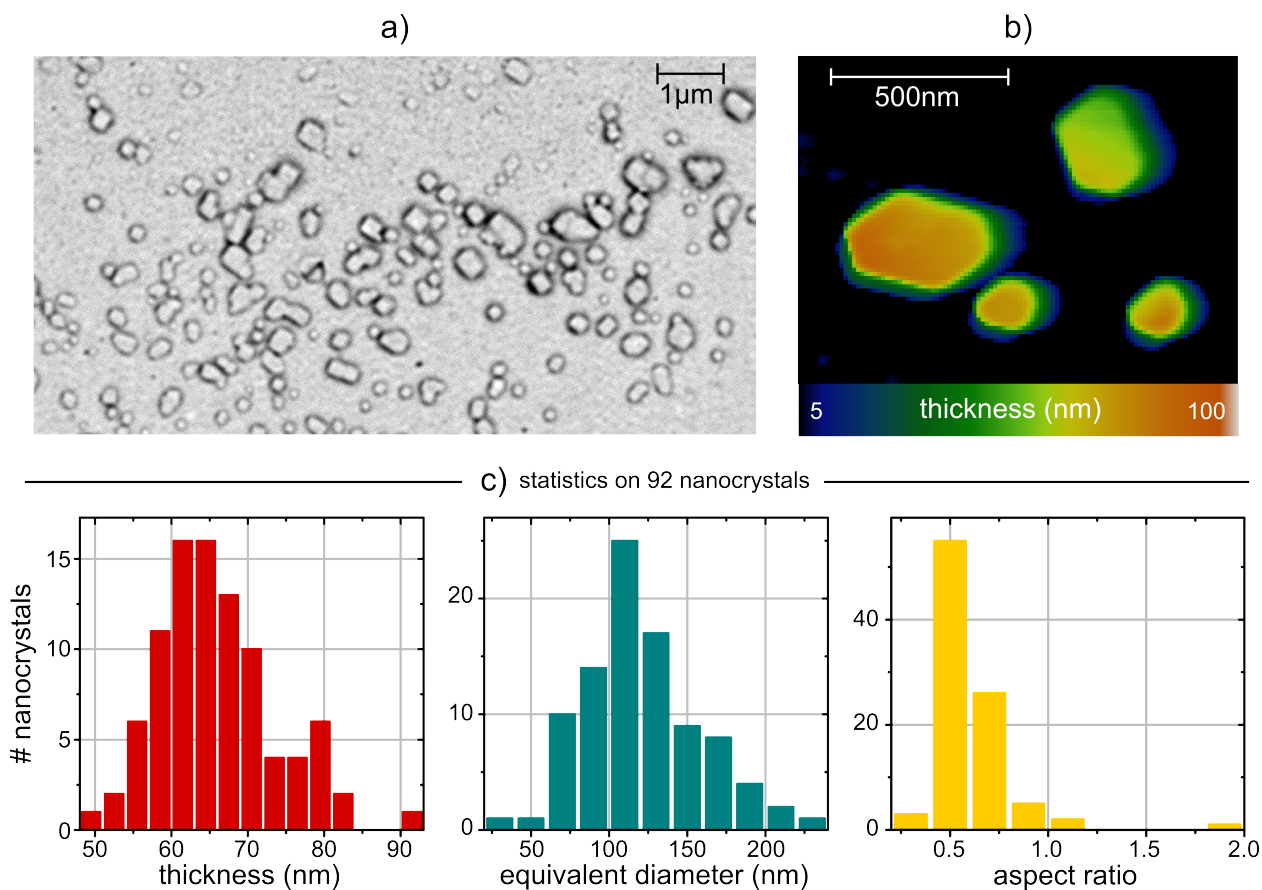 a)
b)
1µm
500nm
5 thickness (nm) 100
c) statistics on 92 nanocrystals
# nanocrystals
15
10
5
0
50 60 70 80 90
thickness (nm)
20
10
0
50 100 150 200
equivalent diameter (nm)
40
20
0
0.5 1.0 1.5 2.0
aspect ratio